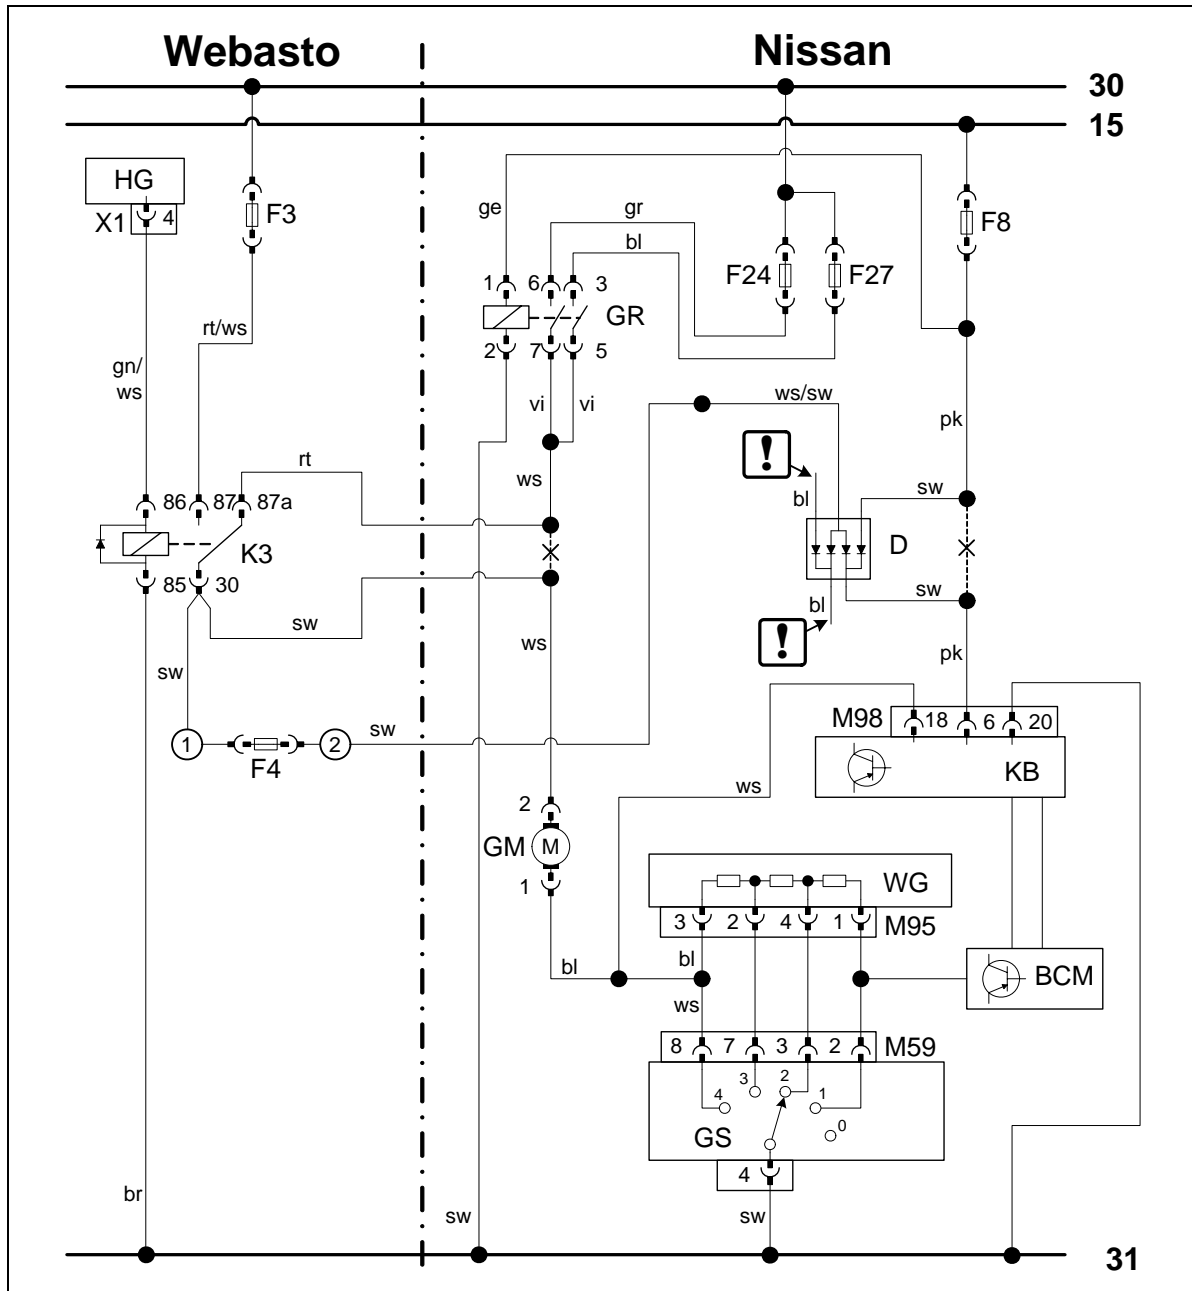 Webasto
Nissan
30
15
HG
X1
4
F3
ge
gr
bl
F8
F24
F27
1
6
3
GR
2
7
5
rt/ws
gn/
ws
vi
vi
ws/sw
pk
!
rt
ws
bl
sw
86
87
87a
D
K3
85
30
sw
bl
!
sw
ws
pk
sw
M98
18
6
20
1
2
sw
F4
KB
ws
2
GM
M
1
WG
3
2
4
1
M95
bl
bl
BCM
ws
8
7
3
2
M59
4
3
2
1
0
GS
4
br
sw
sw
31